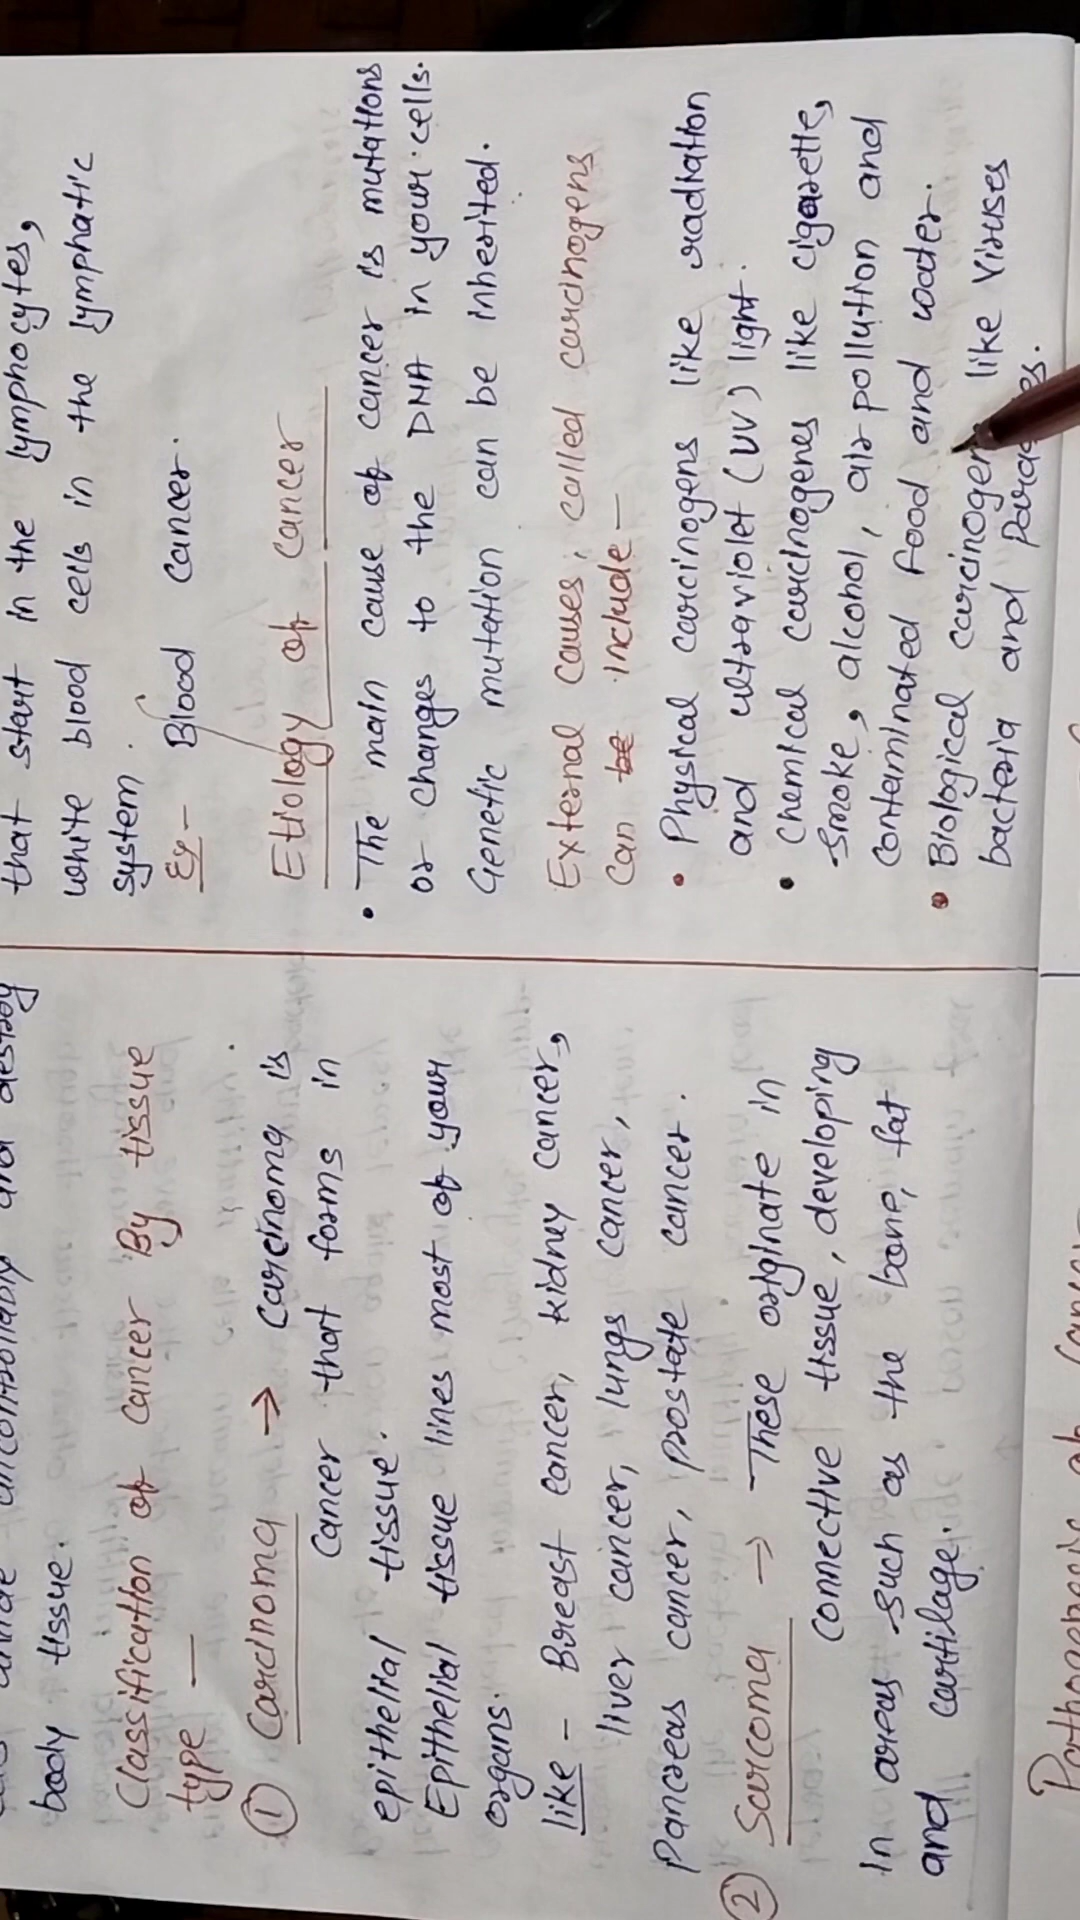 body tissue.
Classification of cancer By tissue
type —
① Carcinoma → carcinoma is
cancer that forms in
epithelial tissue.
Epithelial tissue lines most of your
organs.
like - Breast cancer, kidney cancer,
liver cancer, lungs cancer,
Pancreas cancer, prostate cancer.
② Sarcoma → These originate in
connective tissue, developing
In areas such as the bone, fat
and cartilage.
that start in the lymphocytes,
white blood cells in the lymphatic
system.
Ex - Blood cancer.
Etiology of cancer
• The main cause of cancer is mutations
or changes to the DNA in your cells.
Genetic mutation can be inherited.
External causes, called carcinogens
can include —
• Physical carcinogens like radiation
and ultraviolet (UV) light.
• Chemical carcinogenes like cigarette,
smoke, alcohol, air pollution and
contaminated food and water.
• Biological carcinogen like viruses
bacteria and
Pathogenesis of cancer